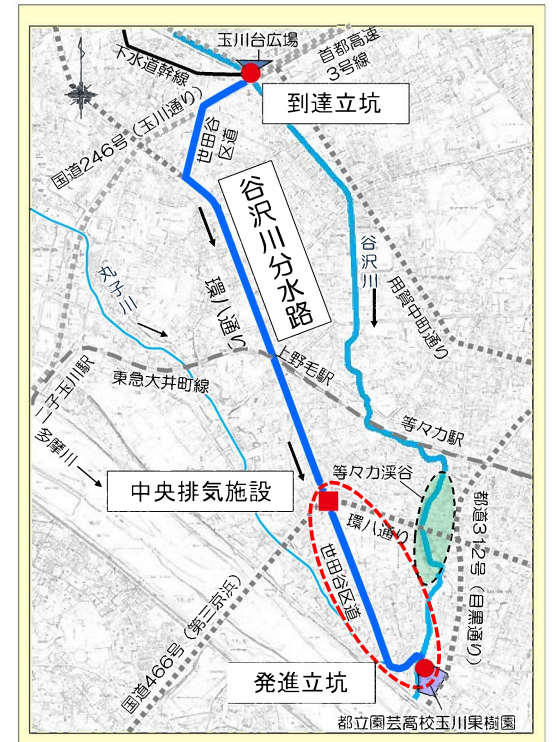 玉川台広場
首都高速
3号線
下水道幹線
到達立坑
国道246号（玉川通り）
世田谷
区道
谷沢川分水路
谷沢川
丸子川
環八通り
用賀中町通り
上野毛駅
東急大井町線
二子玉川駅
等々力駅
多摩川
等々力渓谷
中央排気施設
環八通り
都道312号（目黒通り）
世田谷区道
国道466号（第三京浜）
発進立坑
都立園芸高校玉川果樹園